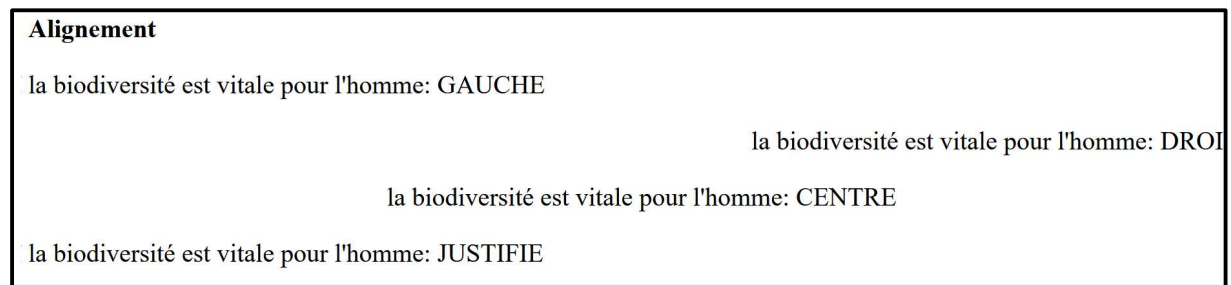 Alignement
la biodiversité est vitale pour l'homme: GAUCHE
la biodiversité est vitale pour l'homme: DROI
la biodiversité est vitale pour l'homme: CENTRE
la biodiversité est vitale pour l'homme: JUSTIFIE